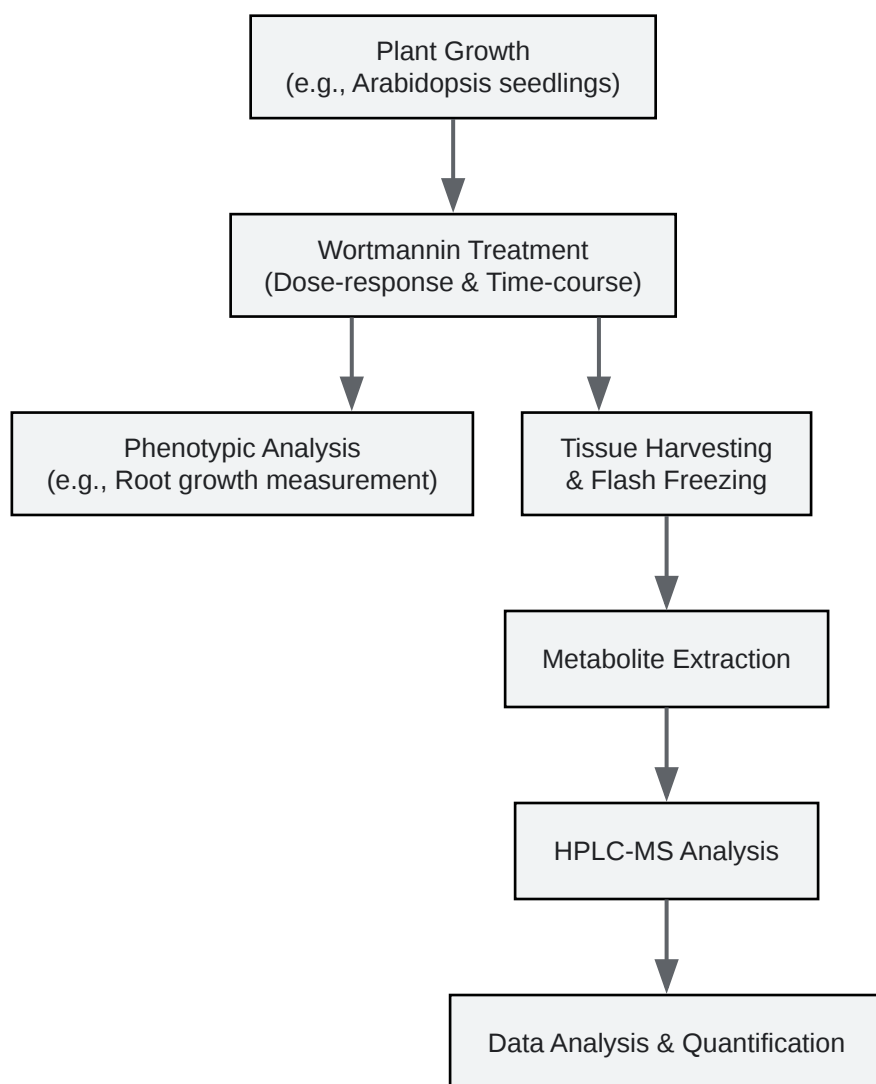 Plant Growth
(e.g., Arabidopsis seedlings)
Wortmannin Treatment
(Dose-response & Time-course)
Phenotypic Analysis
(e.g., Root growth measurement)
Tissue Harvesting
& Flash Freezing
Metabolite Extraction
HPLC-MS Analysis
Data Analysis & Quantification